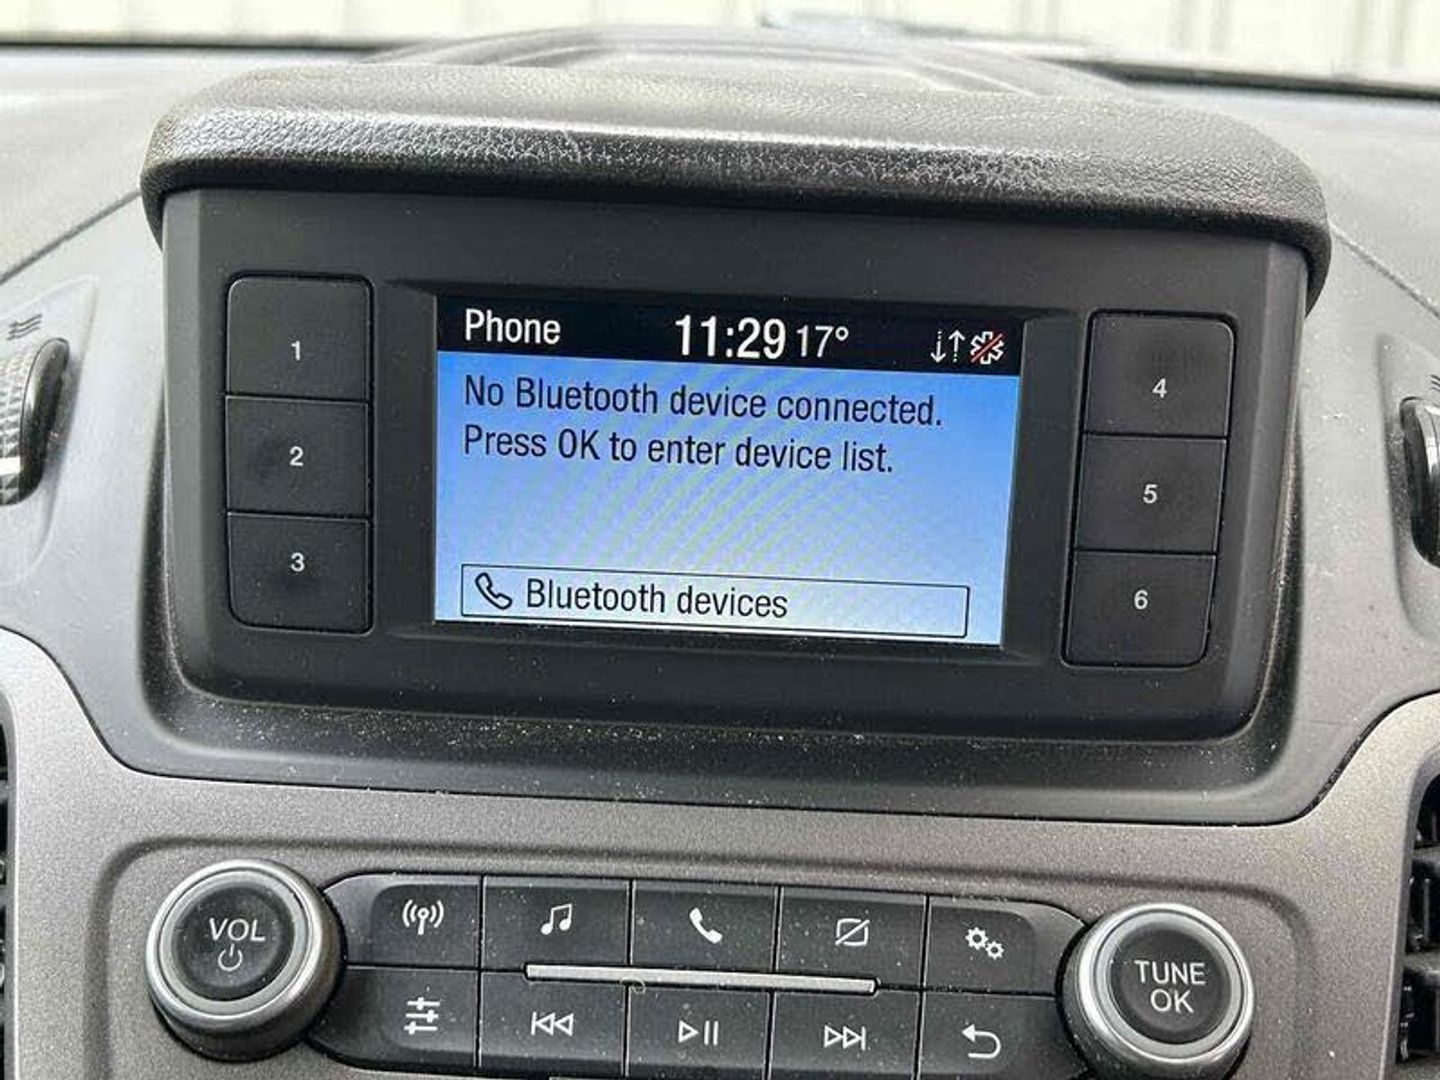 Phone 11:29 17°
No Bluetooth device connected.
Press OK to enter device list.
Bluetooth devices
1
2
3
4
5
6
VOL
TUNE
OK